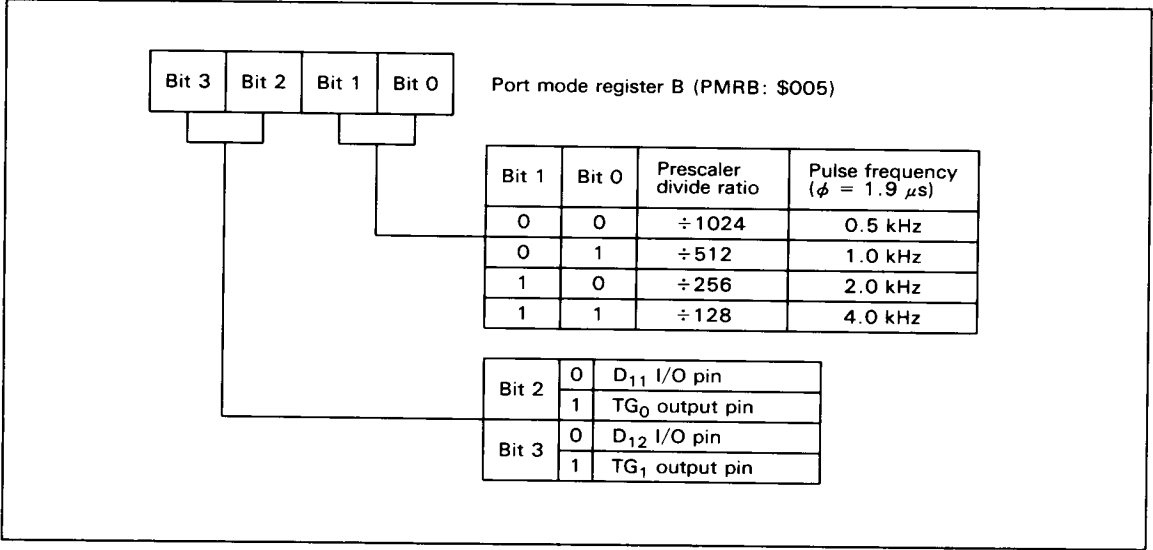 Bit 3 Bit 2 Bit 1 Bit 0 Port mode register B (PMRB: $005)
Bit 1 Bit 0 Prescaler divide ratio Pulse frequency (ϕ = 1.9 μs)
0 0 ÷1024 0.5 kHz
0 1 ÷512 1.0 kHz
1 0 ÷256 2.0 kHz
1 1 ÷128 4.0 kHz
Bit 2 0 D11 I/O pin
1 TG0 output pin
Bit 3 0 D12 I/O pin
1 TG1 output pin